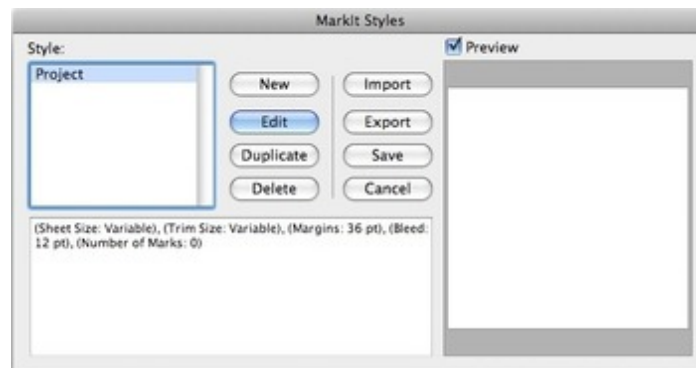 MarkIt Styles
Style:
Preview
Project
New
Import
Edit
Export
Duplicate
Save
Delete
Cancel
(Sheet Size: Variable), (Trim Size: Variable), (Margins: 36 pt), (Bleed:
12 pt), (Number of Marks: 0)